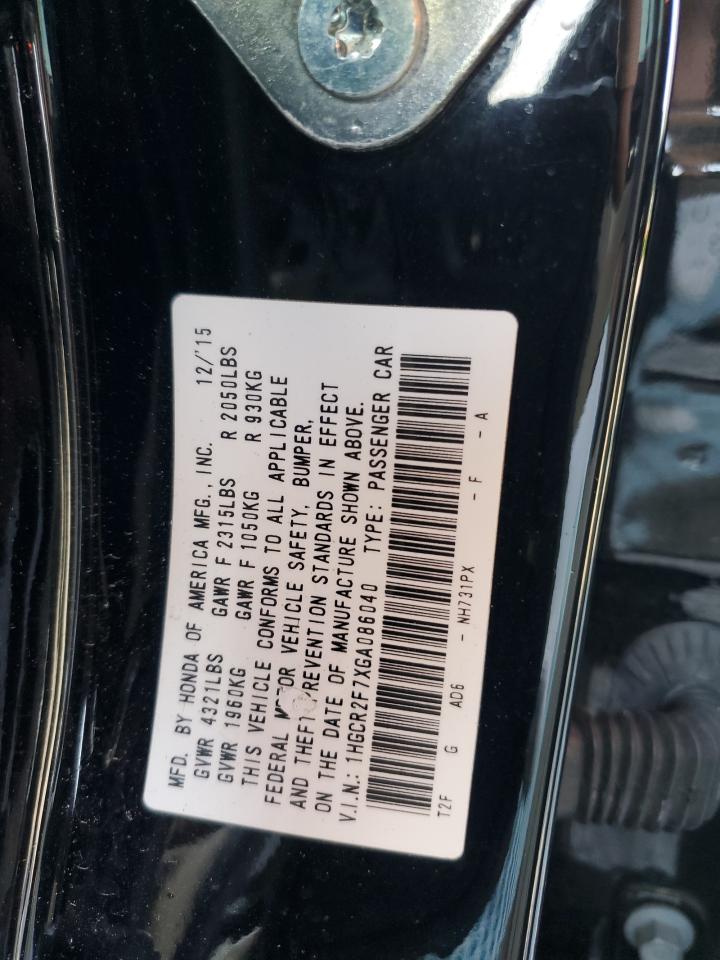 MFD. BY HONDA OF AMERICA MFG., INC. 12/'15
GVWR 4321LBS GAWR F 2315LBS R 2050LBS
GVWR 1960KG GAWR F 1050KG R 930KG
THIS VEHICLE CONFORMS TO ALL APPLICABLE
FEDERAL MOTOR VEHICLE SAFETY, BUMPER,
AND THEFT PREVENTION STANDARDS IN EFFECT
ON THE DATE OF MANUFACTURE SHOWN ABOVE.
V.I.N.: 1HGCR2F7XGA086040 TYPE: PASSENGER CAR
T2F G AD6 - NH731PX - F - A